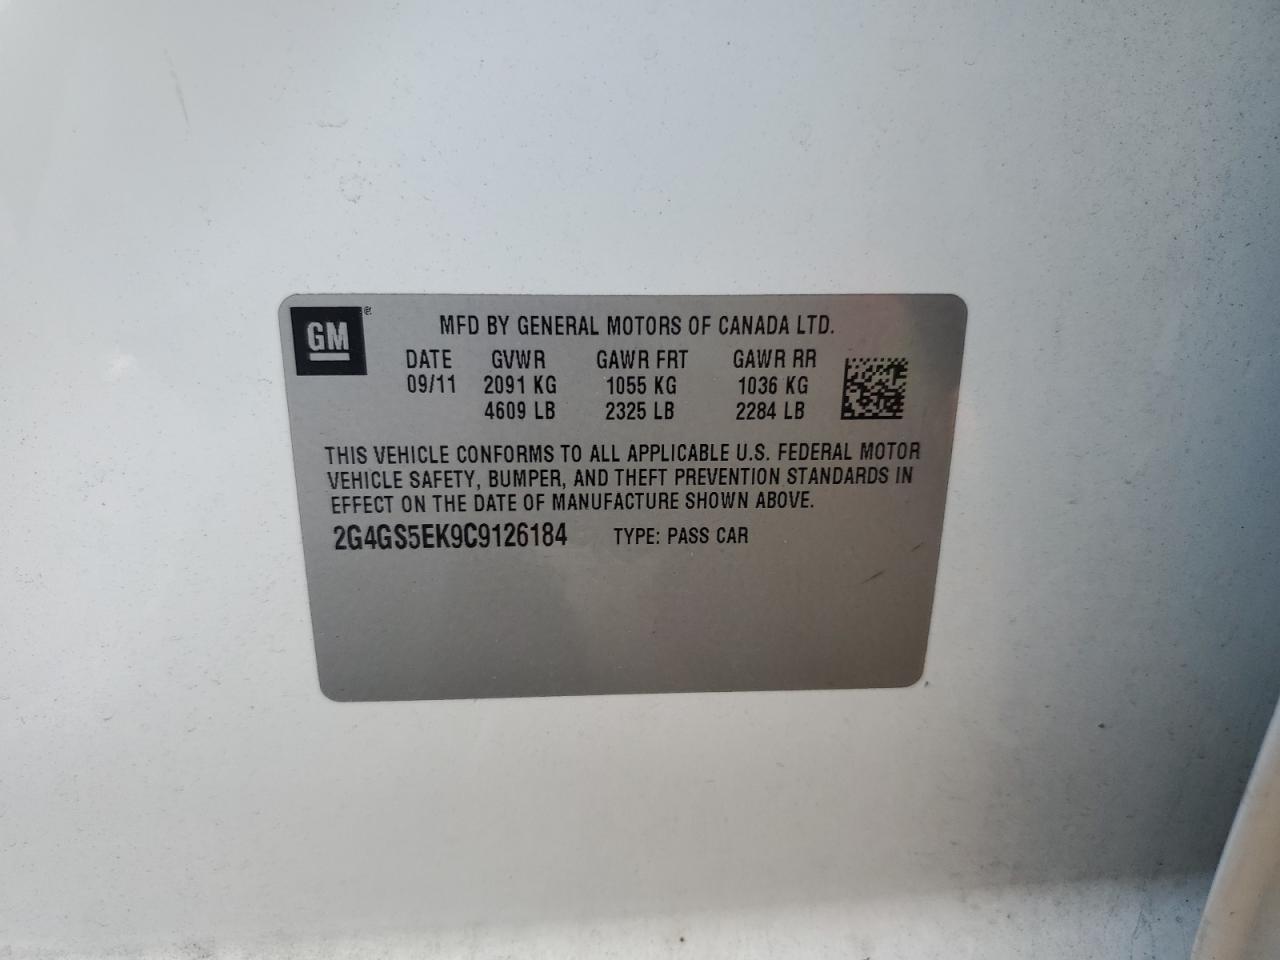 GM ®
MFD BY GENERAL MOTORS OF CANADA LTD.
DATE GVWR GAWR FRT GAWR RR
09/11 2091 KG 1055 KG 1036 KG
4609 LB 2325 LB 2284 LB
THIS VEHICLE CONFORMS TO ALL APPLICABLE U.S. FEDERAL MOTOR
VEHICLE SAFETY, BUMPER, AND THEFT PREVENTION STANDARDS IN
EFFECT ON THE DATE OF MANUFACTURE SHOWN ABOVE.
2G4GS5EK9C9126184 TYPE: PASS CAR